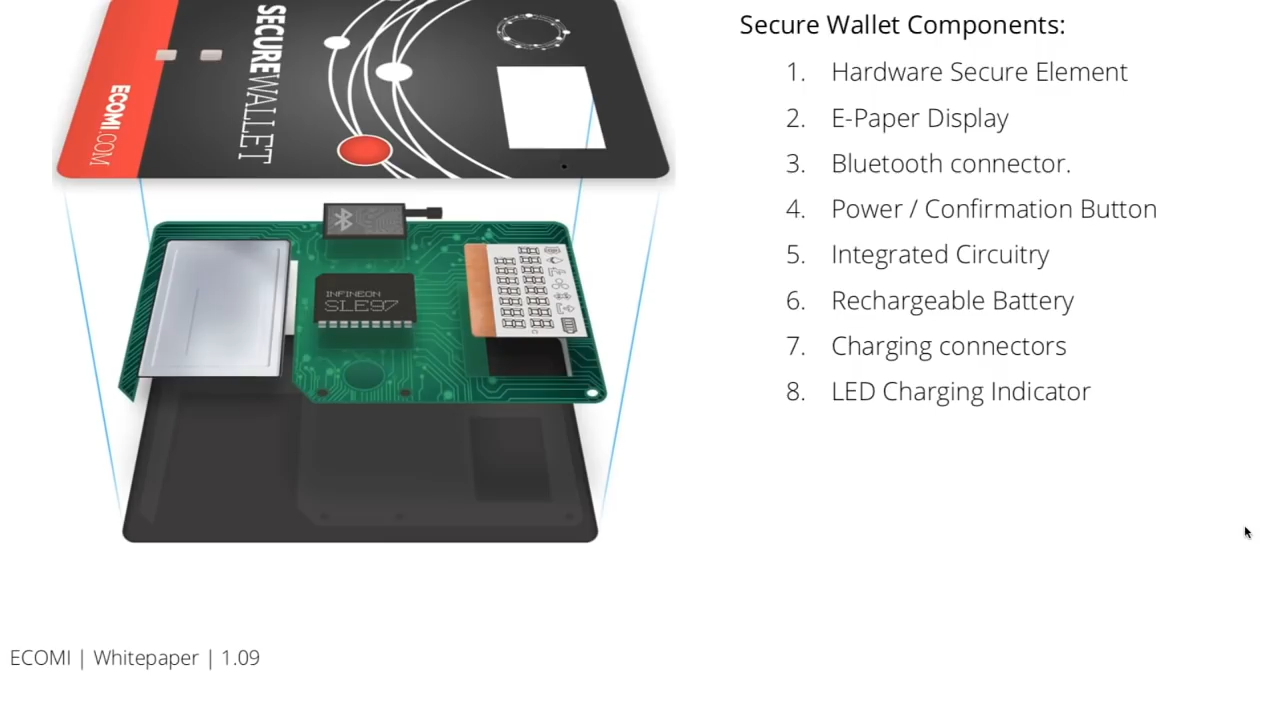 SECUREWALLET
ECOMI.COM
INFINEON
SLE97
Secure Wallet Components:
1. Hardware Secure Element
2. E-Paper Display
3. Bluetooth connector.
4. Power / Confirmation Button
5. Integrated Circuitry
6. Rechargeable Battery
7. Charging connectors
8. LED Charging Indicator
ECOMI | Whitepaper | 1.09